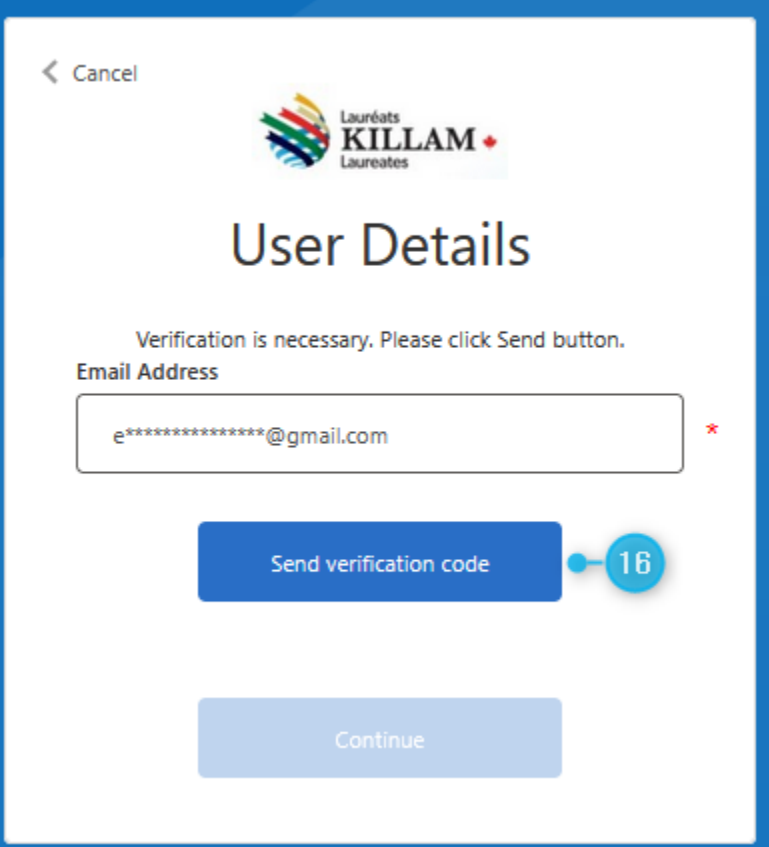 Cancel
Lauréats
KILLAM
Laureates
User Details
Verification is necessary. Please click Send button.
Email Address
e***************@gmail.com
*
Send verification code
16
Continue